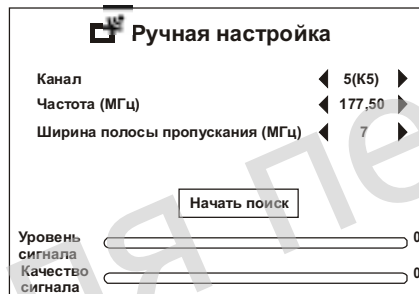 Ручная настройка
Канал 5(К5)
Частота (МГц) 177,50
Ширина полосы пропускания (МГц) 7
Начать поиск
Уровень
сигнала 0
Качество
сигнала 0